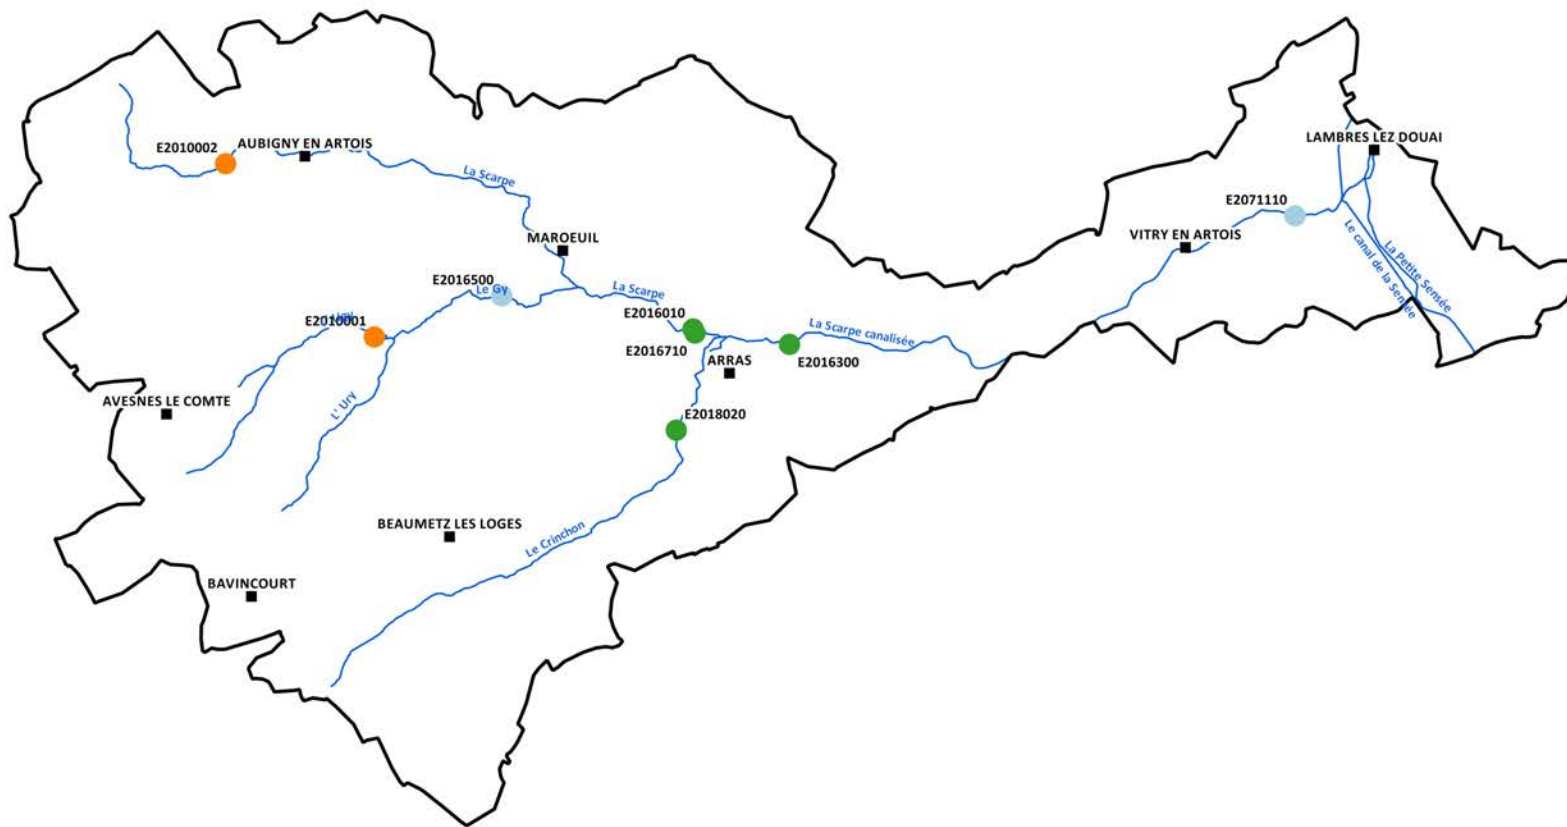 LAMBRES LEZ DOUAI
AUBIGNY EN ARTOIS
E2010002
La Scarpe
E2071110
VITRY EN ARTOIS
MAROEUIL
Le canal de la Sensée
La Petite Sensée
E2016500
Le Gy
La Scarpe
E2016010
E2010001
La Scarpe canalisée
E2016710
E2016300
ARRAS
AVESNES LE COMTE
L' Ury
E2018020
BEAUMETZ LES LOGES
Le Crinchon
BAVINCOURT